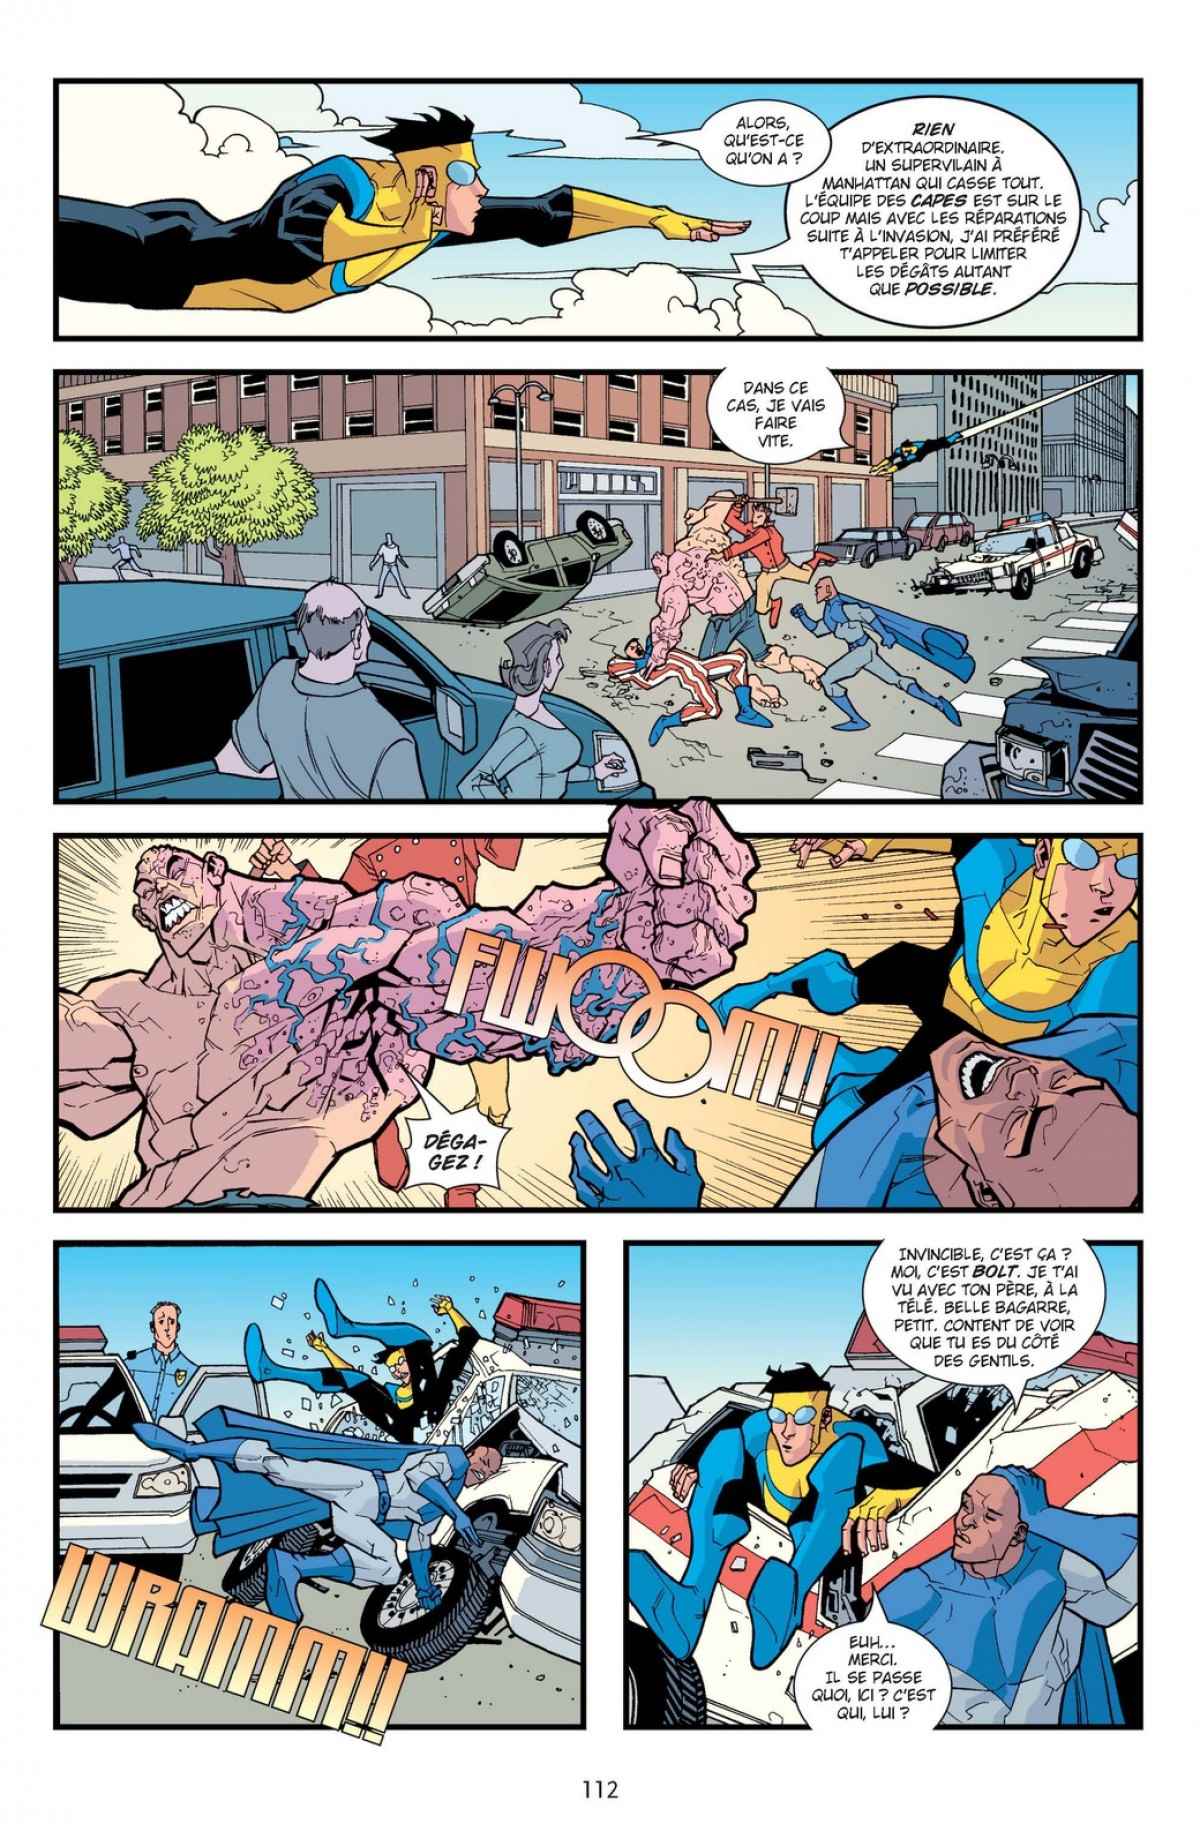 ALORS,
QU'EST-CE
QU'ON A ?
RIEN
D'EXTRAORDINAIRE.
UN SUPERVILAIN À
MANHATTAN QUI CASSE TOUT.
L'ÉQUIPE DES CAPES EST SUR LE
COUP MAIS AVEC LES RÉPARATIONS
SUITE À L'INVASION, J'AI PRÉFÉRÉ
T'APPELER POUR LIMITER
LES DÉGÂTS AUTANT
QUE POSSIBLE.
DANS CE
CAS, JE VAIS
FAIRE
VITE.
FWOOOM!!
DÉGA-
GEZ !
WRAMM!!
INVINCIBLE, C'EST ÇA ?
MOI, C'EST BOLT. JE T'AI
VU AVEC TON PÈRE, À LA
TÉLÉ. BELLE BAGARRE,
PETIT. CONTENT DE VOIR
QUE TU ES DU CÔTÉ
DES GENTILS.
EUH...
MERCI.
IL SE PASSE
QUOI, ICI ? C'EST
QUI, LUI ?
112